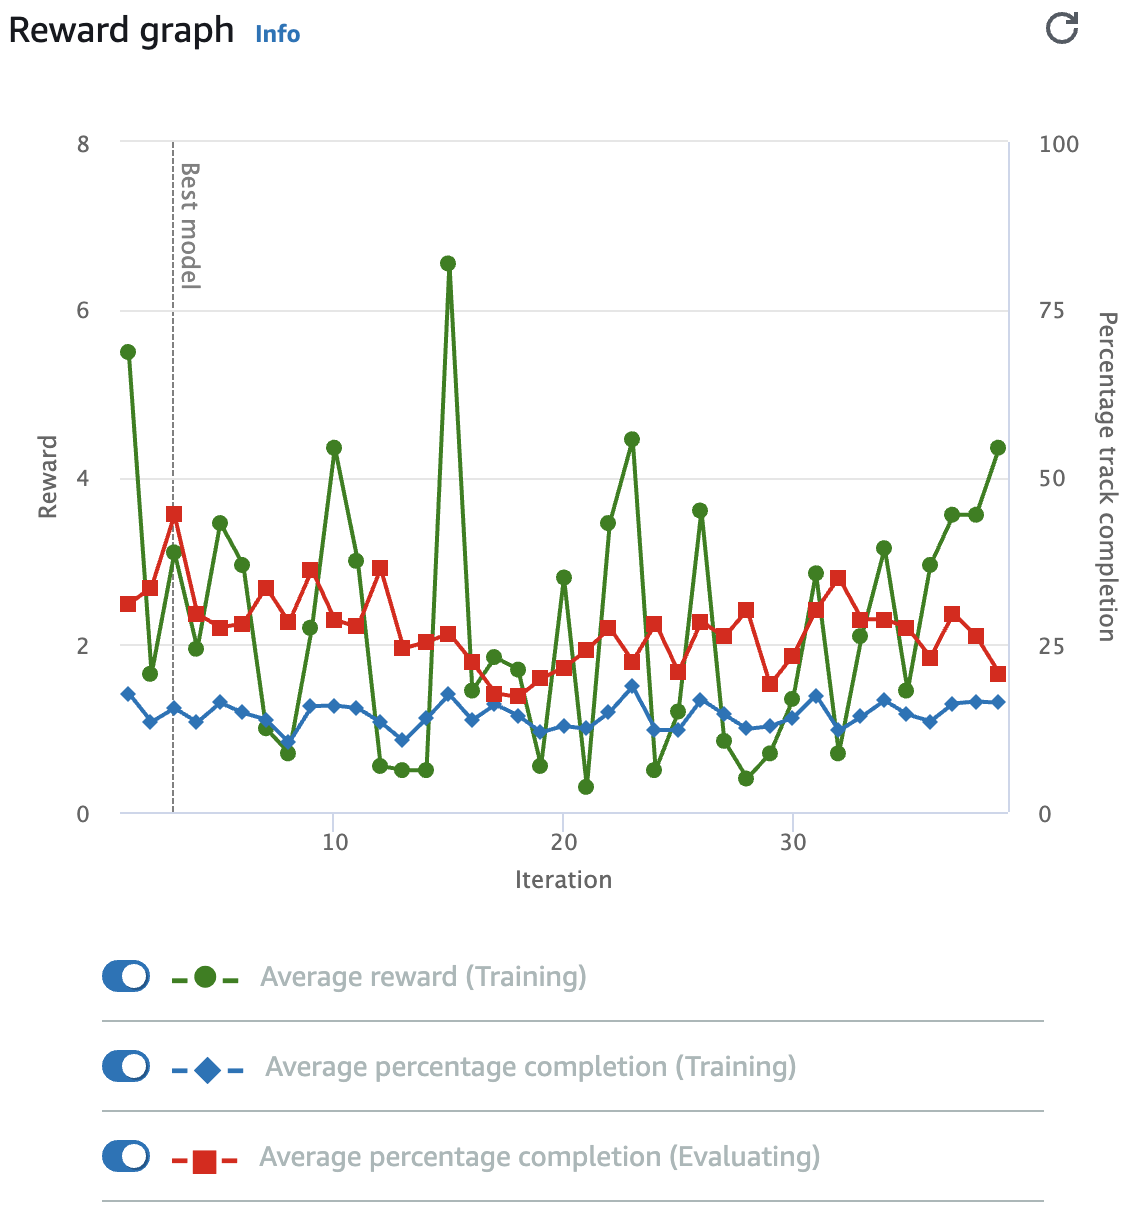 Reward graph Info
8
6
4
2
0
Reward
Best model
100
75
50
25
0
Percentage track completion
10 20 30
Iteration
Average reward (Training)
Average percentage completion (Training)
Average percentage completion (Evaluating)